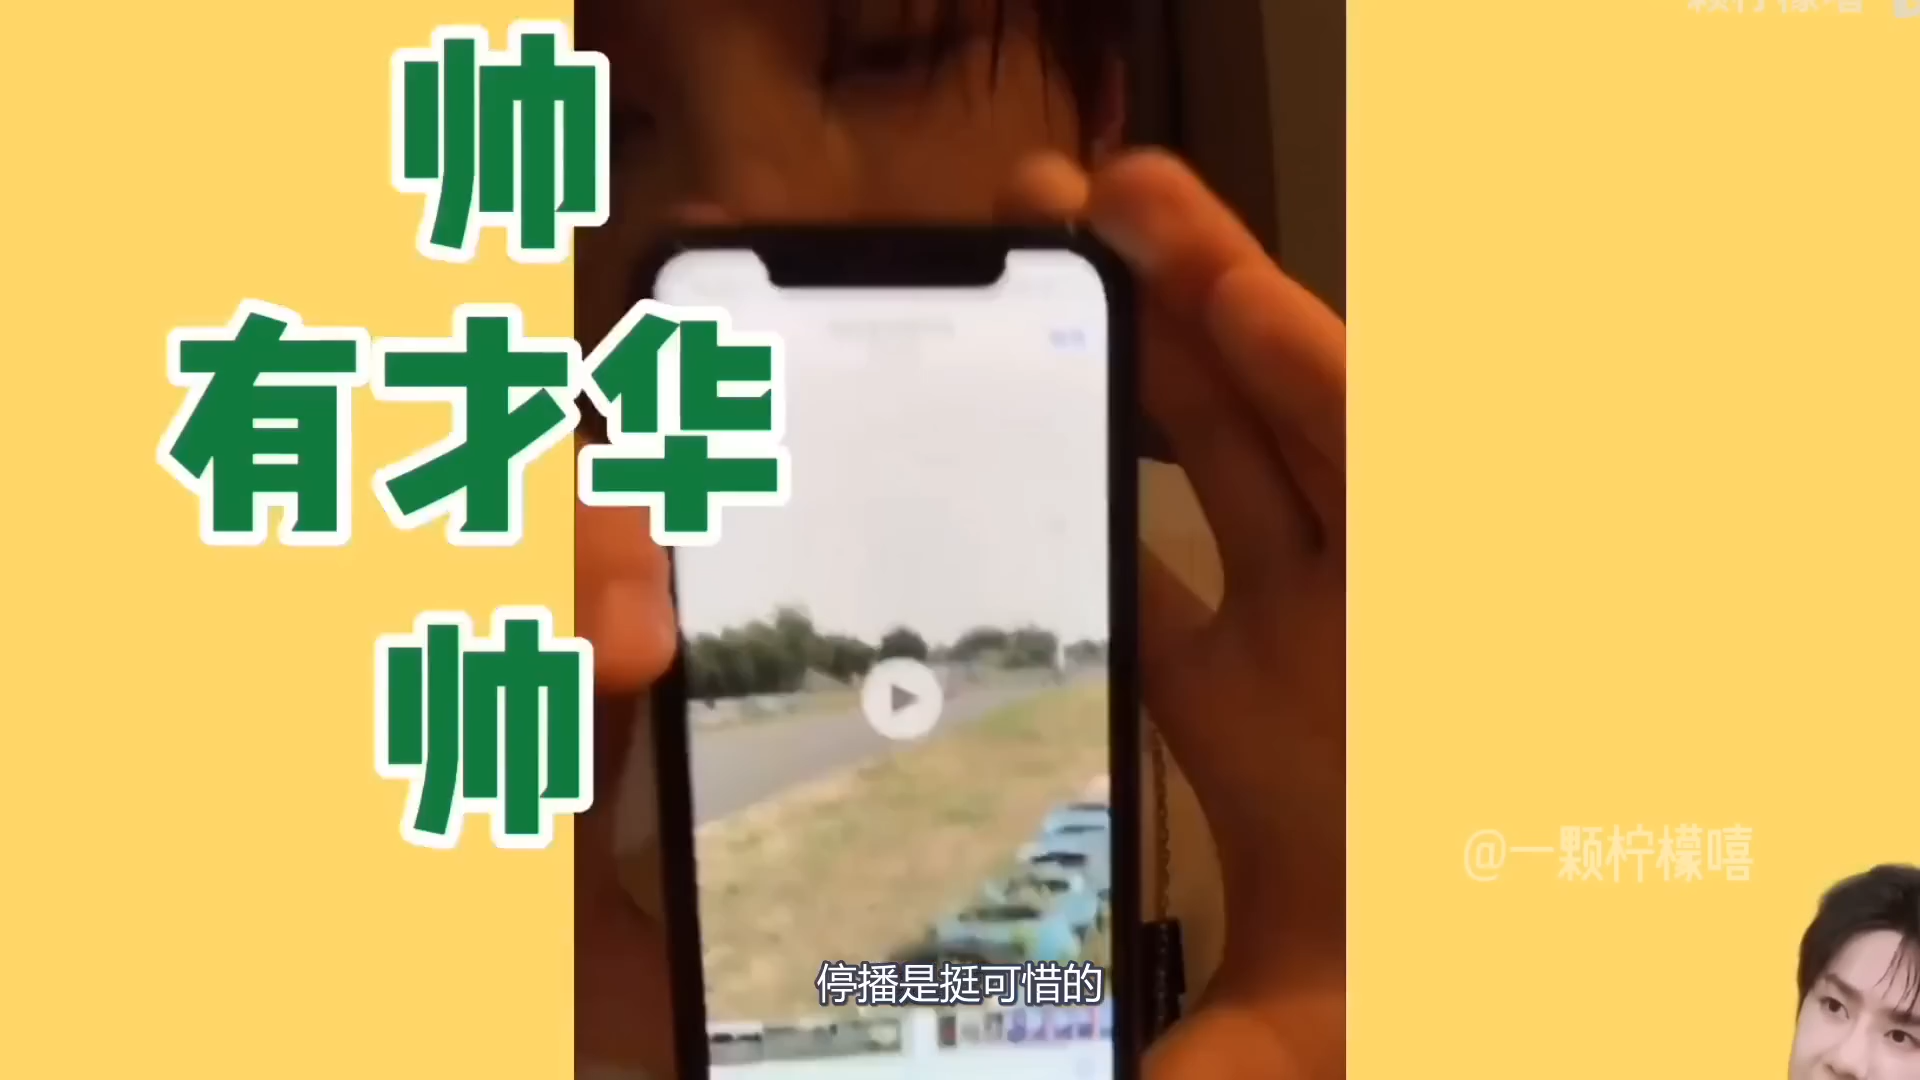 帅
有才华
帅
@一颗柠檬嘻
停播是挺可惜的